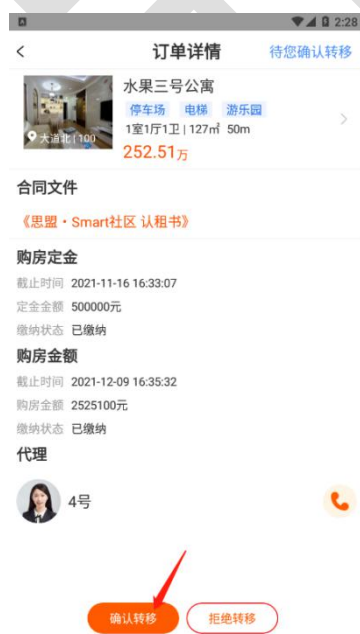 2:28
订单详情
待您确认转移
水果三号公寓
停车场 电梯 游乐园
1室1厅1卫 | 127㎡ 50m
大道北 | 100
252.51万
合同文件
《思盟·Smart社区 认租书》
购房定金
截止时间 2021-11-16 16:33:07
定金金额 500000元
缴纳状态 已缴纳
购房金额
截止时间 2021-12-09 16:35:32
购房金额 2525100元
缴纳状态 已缴纳
代理
4号
确认转移 拒绝转移